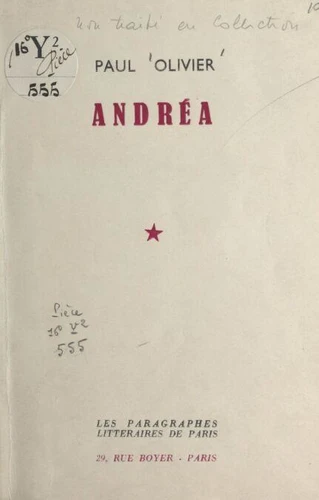 non traité en Collection
16° Y2
Pièce
555
PAUL 'OLIVIER'
ANDRÉA
Pièce
16° Y2
555
LES PARAGRAPHES
LITTERAIRES DE PARIS
29, RUE BOYER - PARIS